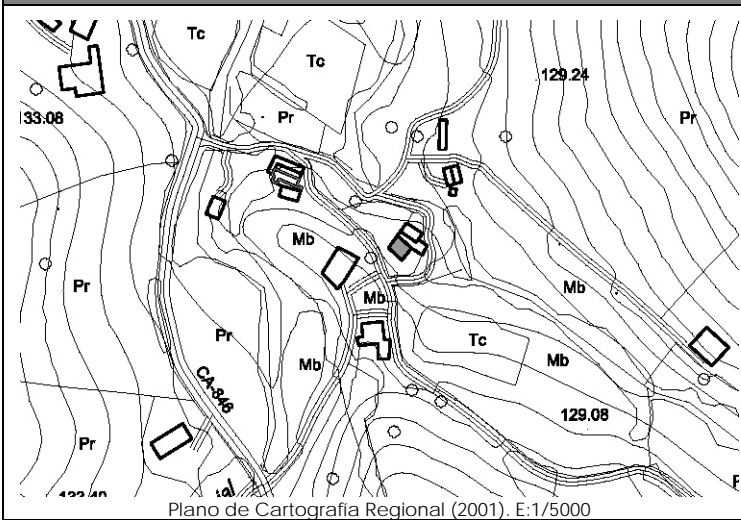 Tc
Tc
129.24
133.08
Pr
Pr
Mb
Pr
Mb
Mb
Pr
Tc
Mb
Mb
CA-846
129.08
Pr
Plano de Cartografía Regional (2001). E:1/5000